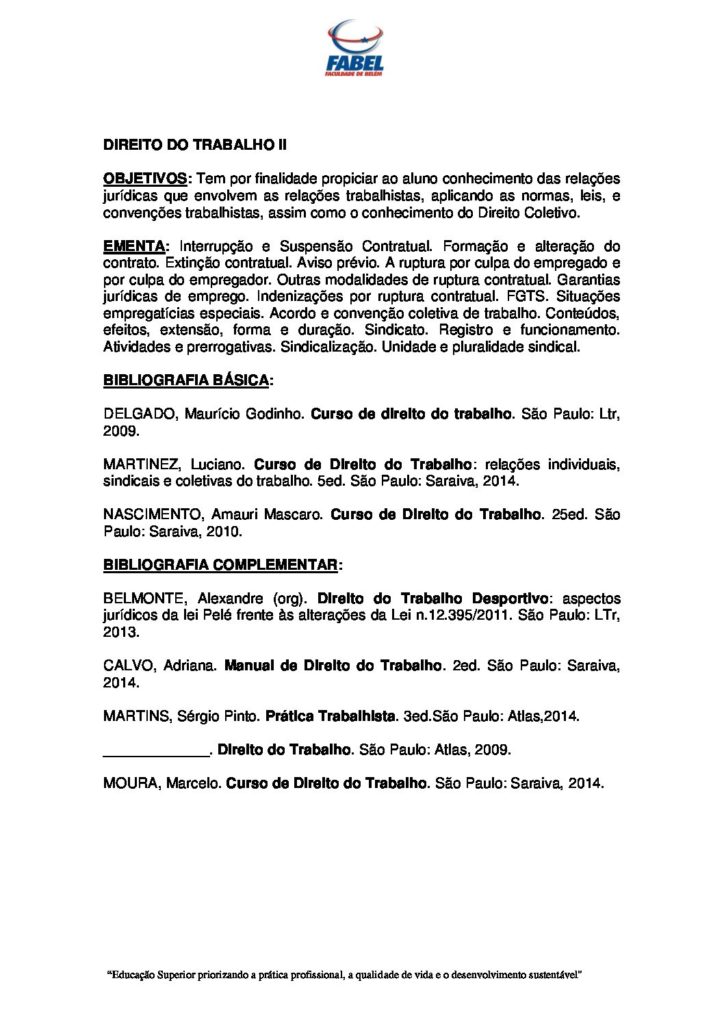 FABEL
FACULDADE DE BELÉM
DIREITO DO TRABALHO II
OBJETIVOS: Tem por finalidade propiciar ao aluno conhecimento das relações
jurídicas que envolvem as relações trabalhistas, aplicando as normas, leis, e
convenções trabalhistas, assim como o conhecimento do Direito Coletivo.
EMENTA: Interrupção e Suspensão Contratual. Formação e alteração do
contrato. Extinção contratual. Aviso prévio. A ruptura por culpa do empregado e
por culpa do empregador. Outras modalidades de ruptura contratual. Garantias
jurídicas de emprego. Indenizações por ruptura contratual. FGTS. Situações
empregatícias especiais. Acordo e convenção coletiva de trabalho. Conteúdos,
efeitos, extensão, forma e duração. Sindicato. Registro e funcionamento.
Atividades e prerrogativas. Sindicalização. Unidade e pluralidade sindical.
BIBLIOGRAFIA BÁSICA:
DELGADO, Maurício Godinho. Curso de direito do trabalho. São Paulo: Ltr,
2009.
MARTINEZ, Luciano. Curso de Direito do Trabalho: relações individuais,
sindicais e coletivas do trabalho. 5ed. São Paulo: Saraiva, 2014.
NASCIMENTO, Amauri Mascaro. Curso de Direito do Trabalho. 25ed. São
Paulo: Saraiva, 2010.
BIBLIOGRAFIA COMPLEMENTAR:
BELMONTE, Alexandre (org). Direito do Trabalho Desportivo: aspectos
jurídicos da lei Pelé frente às alterações da Lei n.12.395/2011. São Paulo: LTr,
2013.
CALVO, Adriana. Manual de Direito do Trabalho. 2ed. São Paulo: Saraiva,
2014.
MARTINS, Sérgio Pinto. Prática Trabalhista. 3ed.São Paulo: Atlas,2014.
______________. Direito do Trabalho. São Paulo: Atlas, 2009.
MOURA, Marcelo. Curso de Direito do Trabalho. São Paulo: Saraiva, 2014.
“Educação Superior priorizando a prática profissional, a qualidade de vida e o desenvolvimento sustentável”